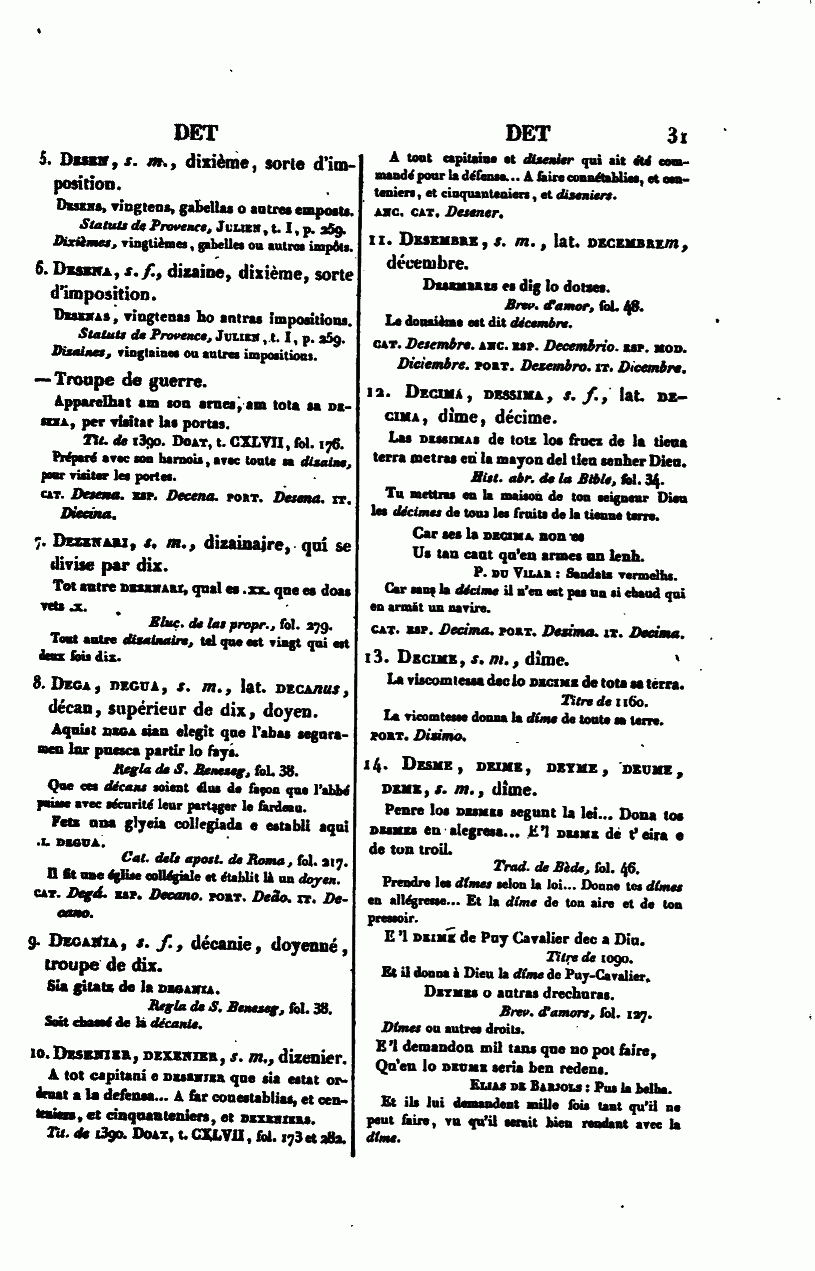 DET
5. DESEN, s. m., dixième, sorte d'im-
position.
DESENS, vingtens, gabellas o autres emposts.
Statuts de Provence, JULIEN, t. I, p. 259.
Dixièmes, vingtièmes, gabelles ou autres impôts.
6. DESENA, s. f., dizaine, dixième, sorte
d'imposition.
DESENAS, vingtenas ho autras impositions.
Statuts de Provence, JULIEN, t. I, p. 259.
Dizaines, vingtaines ou autres impositions.
— Troupe de guerre.
Apparelhat am son arnes, am tota sa DE-
SENA, per visitar las portas.
Tit. de 1390. DOAT, t. CXLVII, fol. 176.
Préparé avec son harnois, avec toute sa dizaine,
pour visiter les portes.
CAT. Desena. ESP. Decena. PORT. Desena. IT.
Diecina.
7. DEZENARI, s. m., dizainaire, qui se
divise par dix.
Tot autre DESENARI, qual es .XX. que es doas
vets .X.
Eluc. de las propr., fol. 279.
Tout autre dizainaire, tel que est vingt qui est
deux fois dix.
8. DEGA, DEGUA, s. m., lat. DECANUS,
décan, supérieur de dix, doyen.
Aquist DEGA sian elegit que l'abas segura-
men lur puesca partir lo fays.
Regla de S. Beneseg, fol. 38.
Que ces décans soient élus de façon que l'abbé
puisse avec sécurité leur partager le fardeau.
Fetz una glyeia collegiada e establi aqui
.I. DEGUA.
Cat. dels apost. de Roma, fol. 217.
Il fit une église collégiale et établit là un doyen.
CAT. Degá. ESP. Decano. PORT. Deão. IT. De-
cano.
9. DEGANIA, s. f., décanie, doyenné,
troupe de dix.
Sia gitatz de la DEGANIA.
Regla de S. Beneseg, fol. 38.
Soit chassé de la décanie.
10. DESENIER, DEXENIER, s. m., dizenier.
A tot capitani e DESENIER que sia estat or-
denat a la defensa... A far conestablias, et cen-
teniers, et cinquanteniers, et DEXENIERS.
Tit. de 1390. DOAT, t. CXLVII, fol. 173 et 282.
DET 31
A tout capitaine et dizenier qui ait été com-
mandé pour la défense... A faire connétablies, et cen-
teniers, et cinquanteniers, et dizeniers.
ANC. CAT. Desener.
11. DESEMBRE, s. m., lat. DECEMBREM,
décembre.
DESEMBRES es dig lo dotzes.
Brev. d'amor, fol. 48.
Le douzième est dit décembre.
CAT. Desembre. ANC. ESP. Decembrio. ESP. MOD.
Diciembre. PORT. Dezembro. IT. Dicembre.
12. DECIMA, DESSIMA, s. f., lat. DE-
CIMA, dîme, décime.
Las DESSIMAS de totz los frucz de la tieua
terra metras en la mayon del tieu senher Dieu.
Hist. abr. de la Bible, fol. 34.
Tu mettras en la maison de ton seigneur Dieu
les décimes de tous les fruits de la tienne terre.
Car ses la DECIMA non es
Us tan caut qu'en armes un lenh.
P. DU VILAR : Sendats vermelhs.
Car sans la décime il n'en est pas un si chaud qui
en armât un navire.
CAT. ESP. Decima. PORT. Dezima. IT. Decima.
13. DECIME, s. m., dîme.
La viscomtessa dec lo DECIME de tota sa terra.
Titre de 1160.
La vicomtesse donna la dîme de toute sa terre.
PORT. Dizimo.
14. DESME, DEIME, DEYME, DEUME,
DEME, s. m., dîme.
Penre los DESMES segunt la lei... Dona tos
DESMES en alegresa... E 'l DESME de t' eira e
de ton troil.
Trad. de Bède, fol. 46.
Prendre les dîmes selon la loi... Donne tes dîmes
en allégresse... Et la dîme de ton aire et de ton
pressoir.
E 'l DEIME de Puy Cavalier dec a Diu.
Titre de 1090.
Et il donna à Dieu la dîme de Puy-Cavalier.
DEYMES o autras drechuras.
Brev. d'amors, fol. 127.
Dîmes ou autres droits.
E 'l demandon mil tans que no pot faire,
Qu'en lo DEUME seria ben redens.
ELIAS DE BARJOLS : Pus la belha.
Et ils lui demandent mille fois tant qu'il ne
peut faire, vu qu'il serait bien rendant avec la
dîme.